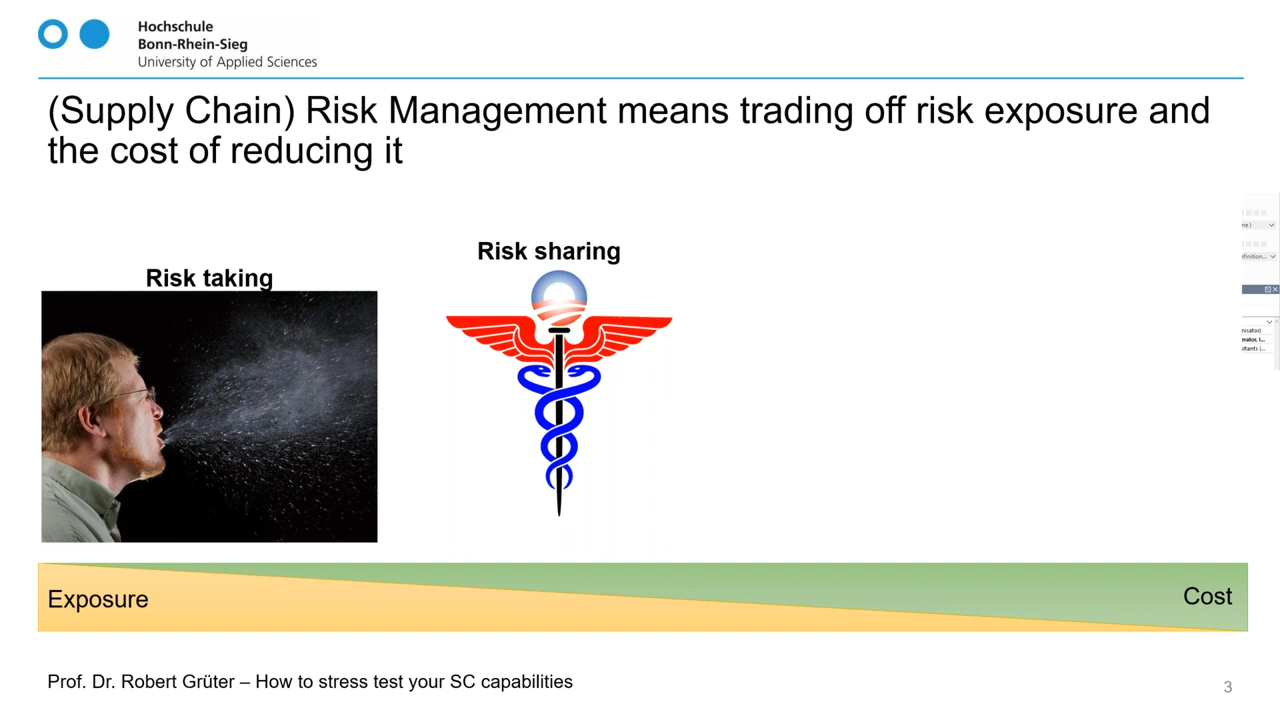 Hochschule
Bonn-Rhein-Sieg
University of Applied Sciences
(Supply Chain) Risk Management means trading off risk exposure and
the cost of reducing it
Risk sharing
Risk taking
Exposure
Cost
Prof. Dr. Robert Grüter – How to stress test your SC capabilities
3